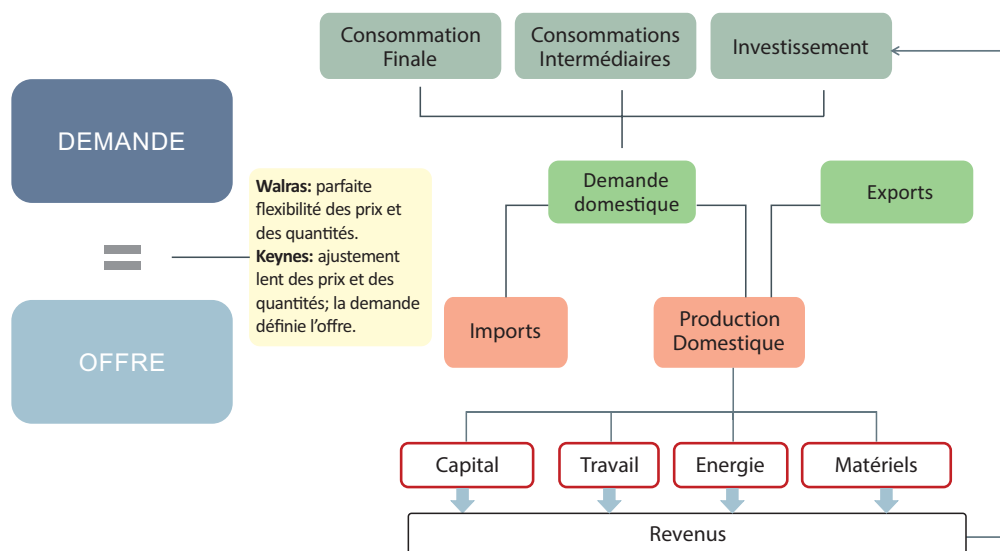 Consommation
Finale
Consommations
Intermédiaires
Investissement
DEMANDE
Walras: parfaite
flexibilité des prix et
des quantités.
Keynes: ajustement
lent des prix et des
quantités; la demande
définie l’offre.
OFFRE
Demande
domestique
Exports
Imports
Production
Domestique
Capital
Travail
Energie
Matériels
Revenus